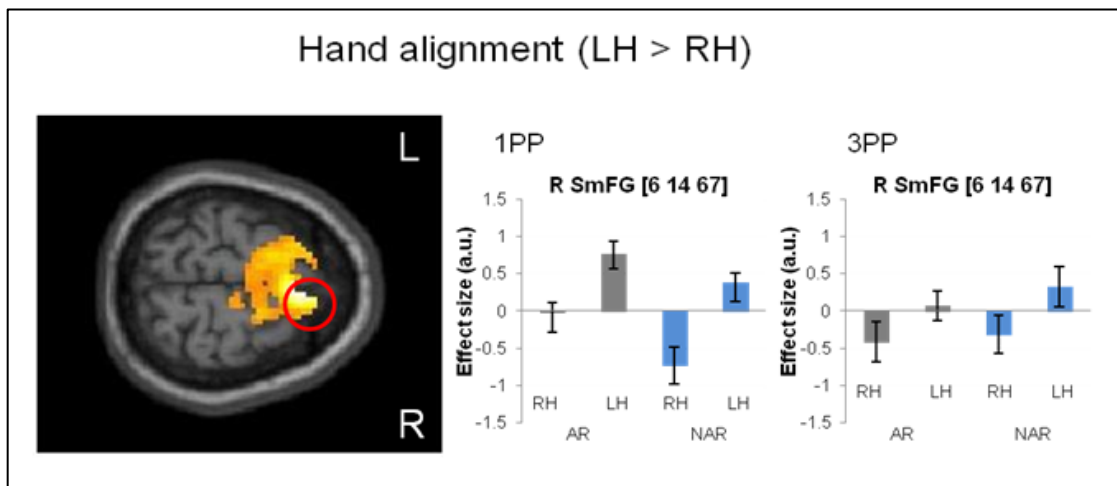 Hand alignment (LH > RH)
L
R
1PP
R SmFG [6 14 67]
Effect size (a.u.)
1.5
1
0.5
0
-0.5
-1
-1.5
RH LH RH LH
AR NAR
3PP
R SmFG [6 14 67]
Effect size (a.u.)
1.5
1
0.5
0
-0.5
-1
-1.5
RH LH RH LH
AR NAR